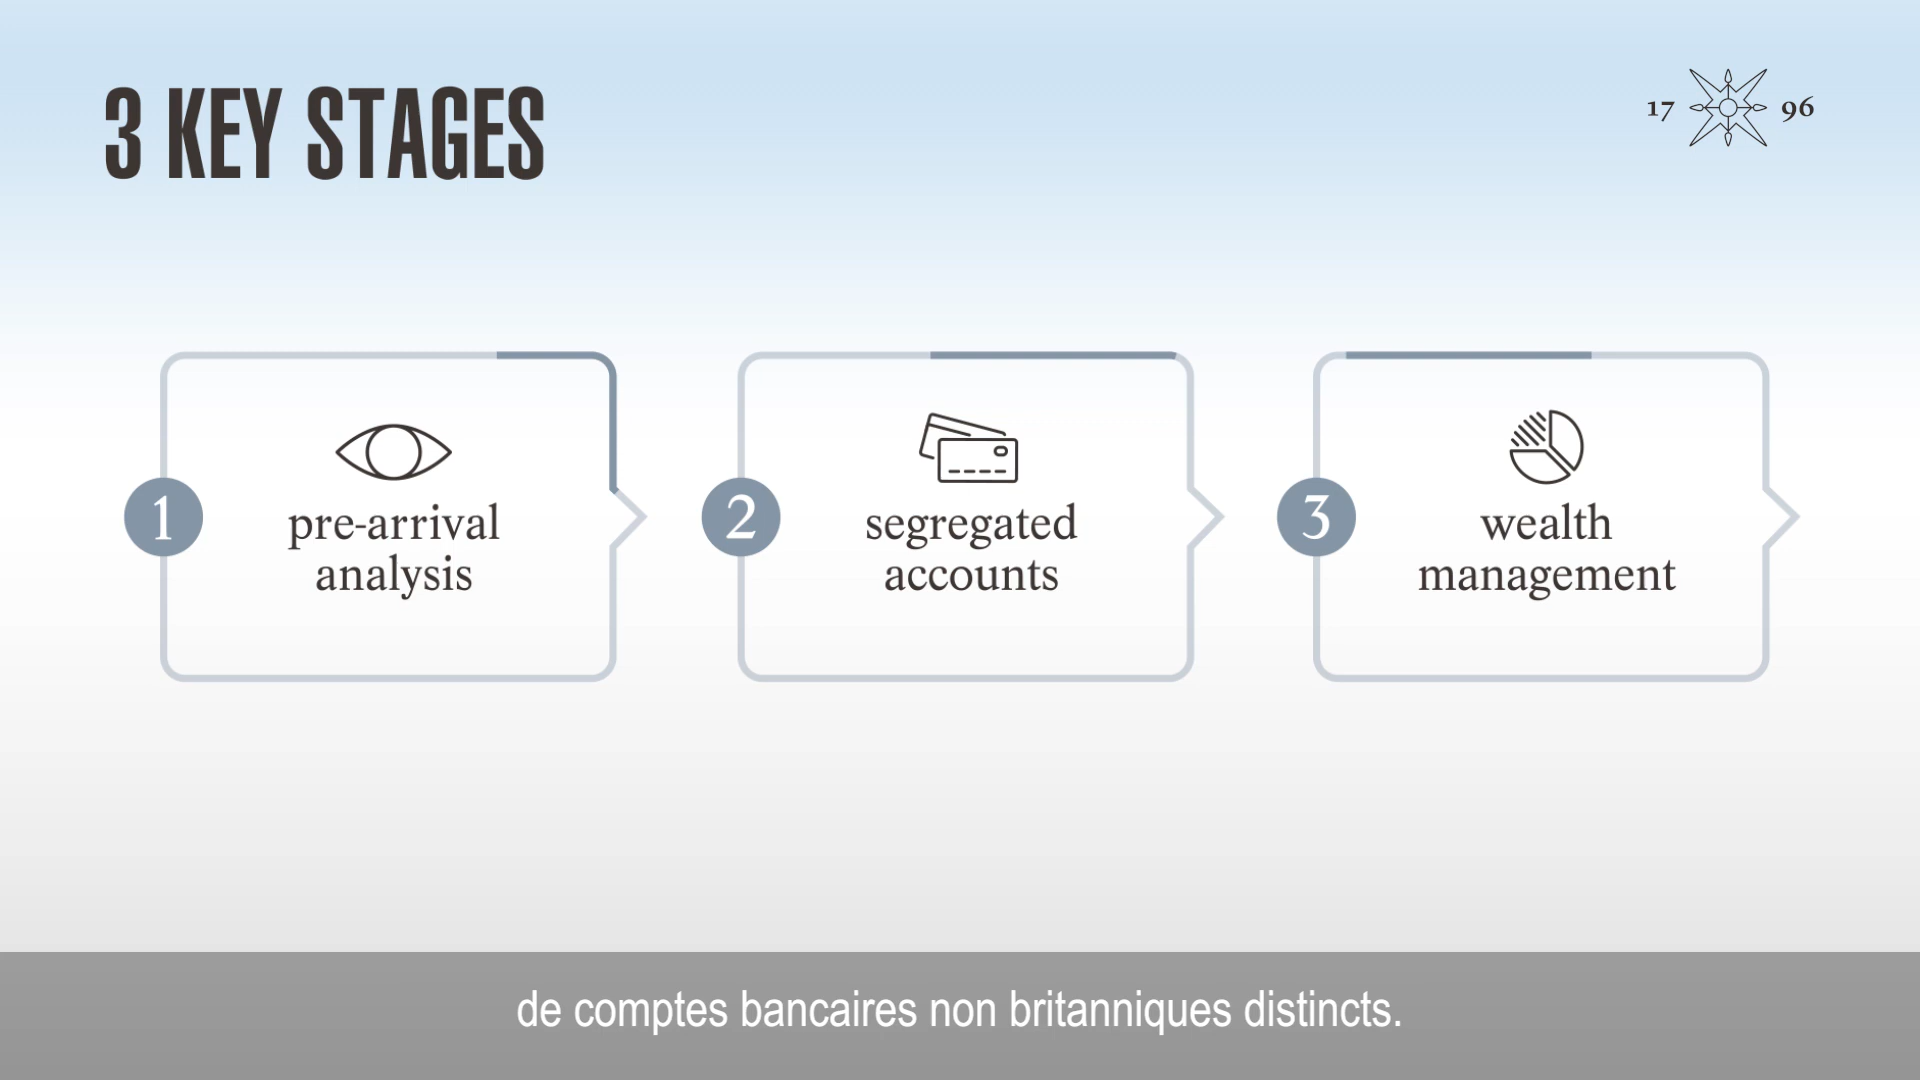 3 KEY STAGES
17 96
1
pre-arrival
analysis
2
segregated
accounts
3
wealth
management
de comptes bancaires non britanniques distincts.